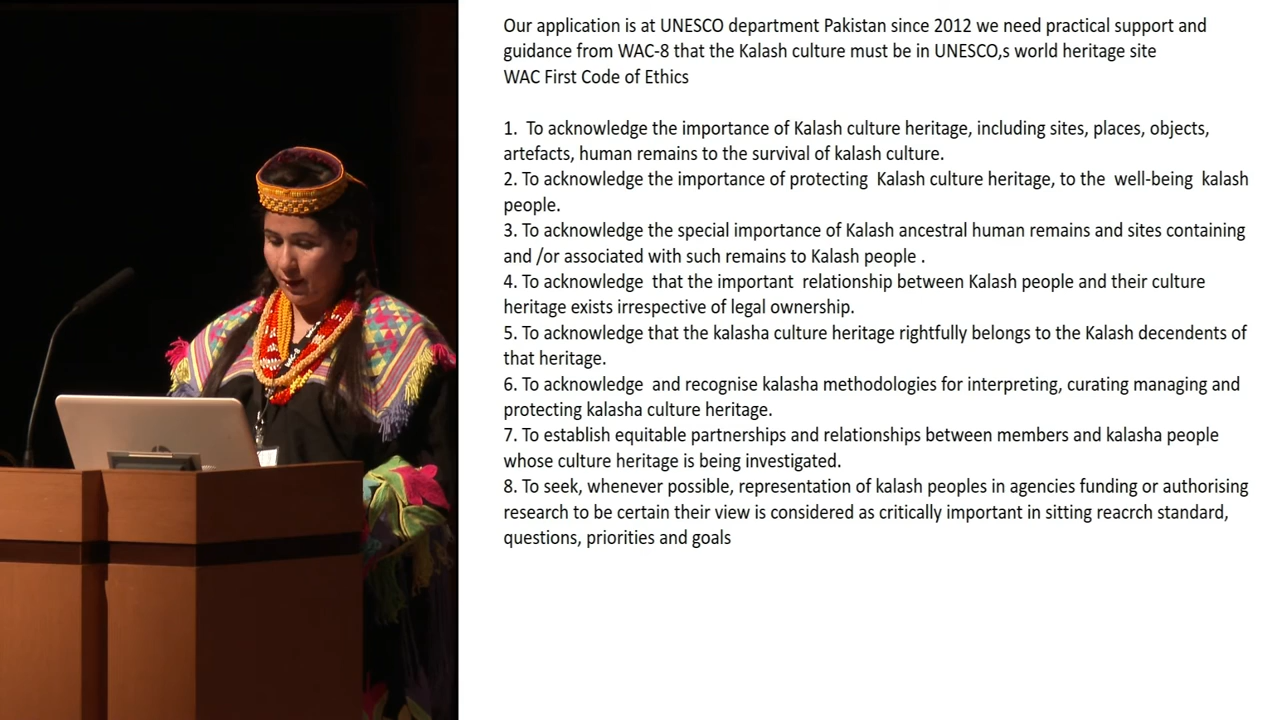 Our application is at UNESCO department Pakistan since 2012 we need practical support and
guidance from WAC-8 that the Kalash culture must be in UNESCO,s world heritage site
WAC First Code of Ethics
1. To acknowledge the importance of Kalash culture heritage, including sites, places, objects,
artefacts, human remains to the survival of kalash culture.
2. To acknowledge the importance of protecting Kalash culture heritage, to the well-being kalash
people.
3. To acknowledge the special importance of Kalash ancestral human remains and sites containing
and /or associated with such remains to Kalash people .
4. To acknowledge that the important relationship between Kalash people and their culture
heritage exists irrespective of legal ownership.
5. To acknowledge that the kalasha culture heritage rightfully belongs to the Kalash decendents of
that heritage.
6. To acknowledge and recognise kalasha methodologies for interpreting, curating managing and
protecting kalasha culture heritage.
7. To establish equitable partnerships and relationships between members and kalasha people
whose culture heritage is being investigated.
8. To seek, whenever possible, representation of kalash peoples in agencies funding or authorising
research to be certain their view is considered as critically important in sitting reacrch standard,
questions, priorities and goals